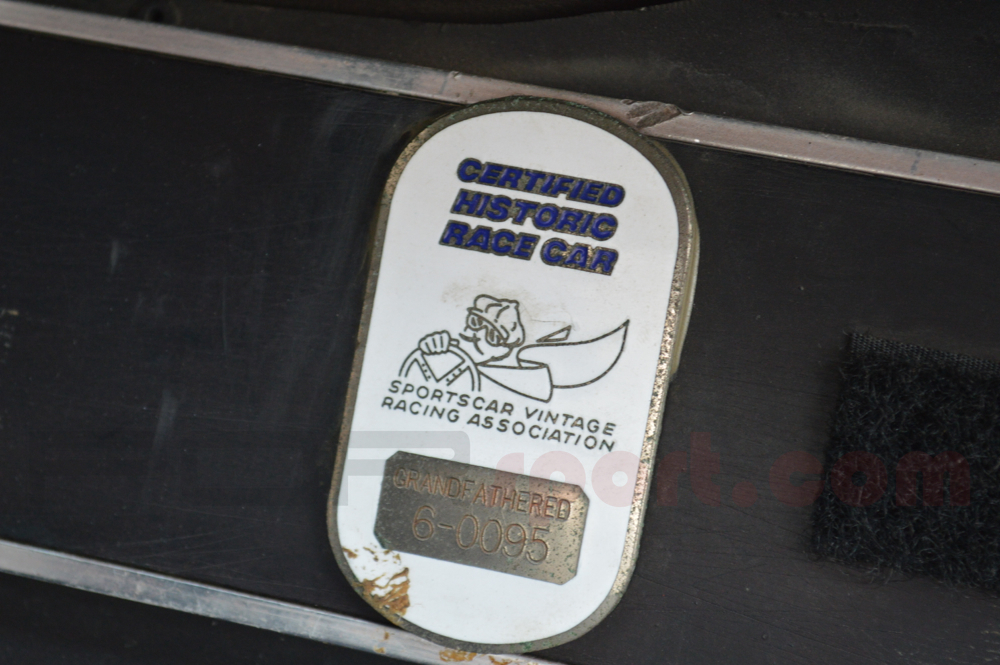 CERTIFIED
HISTORIC
RACE CAR
SPORTSCAR VINTAGE
RACING ASSOCIATION
GRANDFATHERED
6-0095